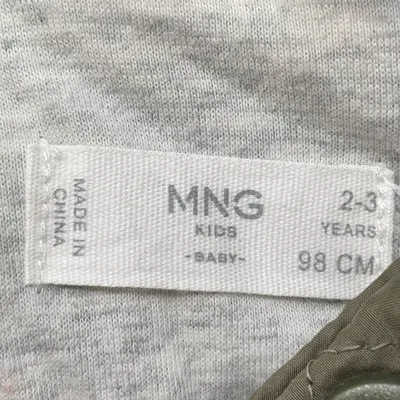 MADE IN
CHINA
MNG
KIDS
-BABY-
2-3
YEARS
98 CM